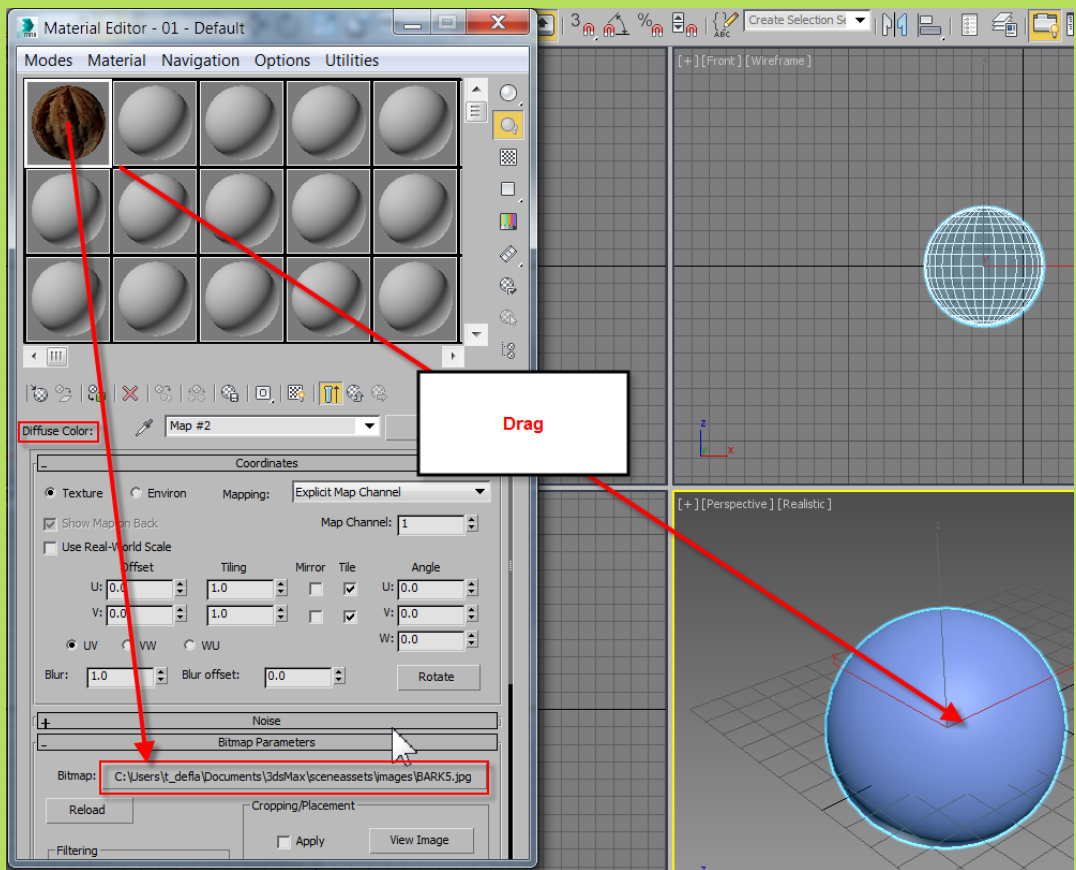 Material Editor - 01 - Default
Modes Material Navigation Options Utilities
3 % ABC Create Selection Se
[+] [Front] [Wireframe]
z
x
Drag
Diffuse Color: Map #2
- Coordinates
Texture Environ Mapping: Explicit Map Channel
Show Map on Back Map Channel: 1
Use Real-World Scale
Offset Tiling Mirror Tile Angle
U: 0.0 1.0 U: 0.0
V: 0.0 1.0 V: 0.0
W: 0.0
UV VW WU
Blur: 1.0 Blur offset: 0.0 Rotate
+ Noise
- Bitmap Parameters
Bitmap: C:\Users\t_defla\Documents\3dsMax\sceneassets\images\BARK5.jpg
Reload Cropping/Placement
Apply View Image
Filtering
[+] [Perspective] [Realistic]
z
z